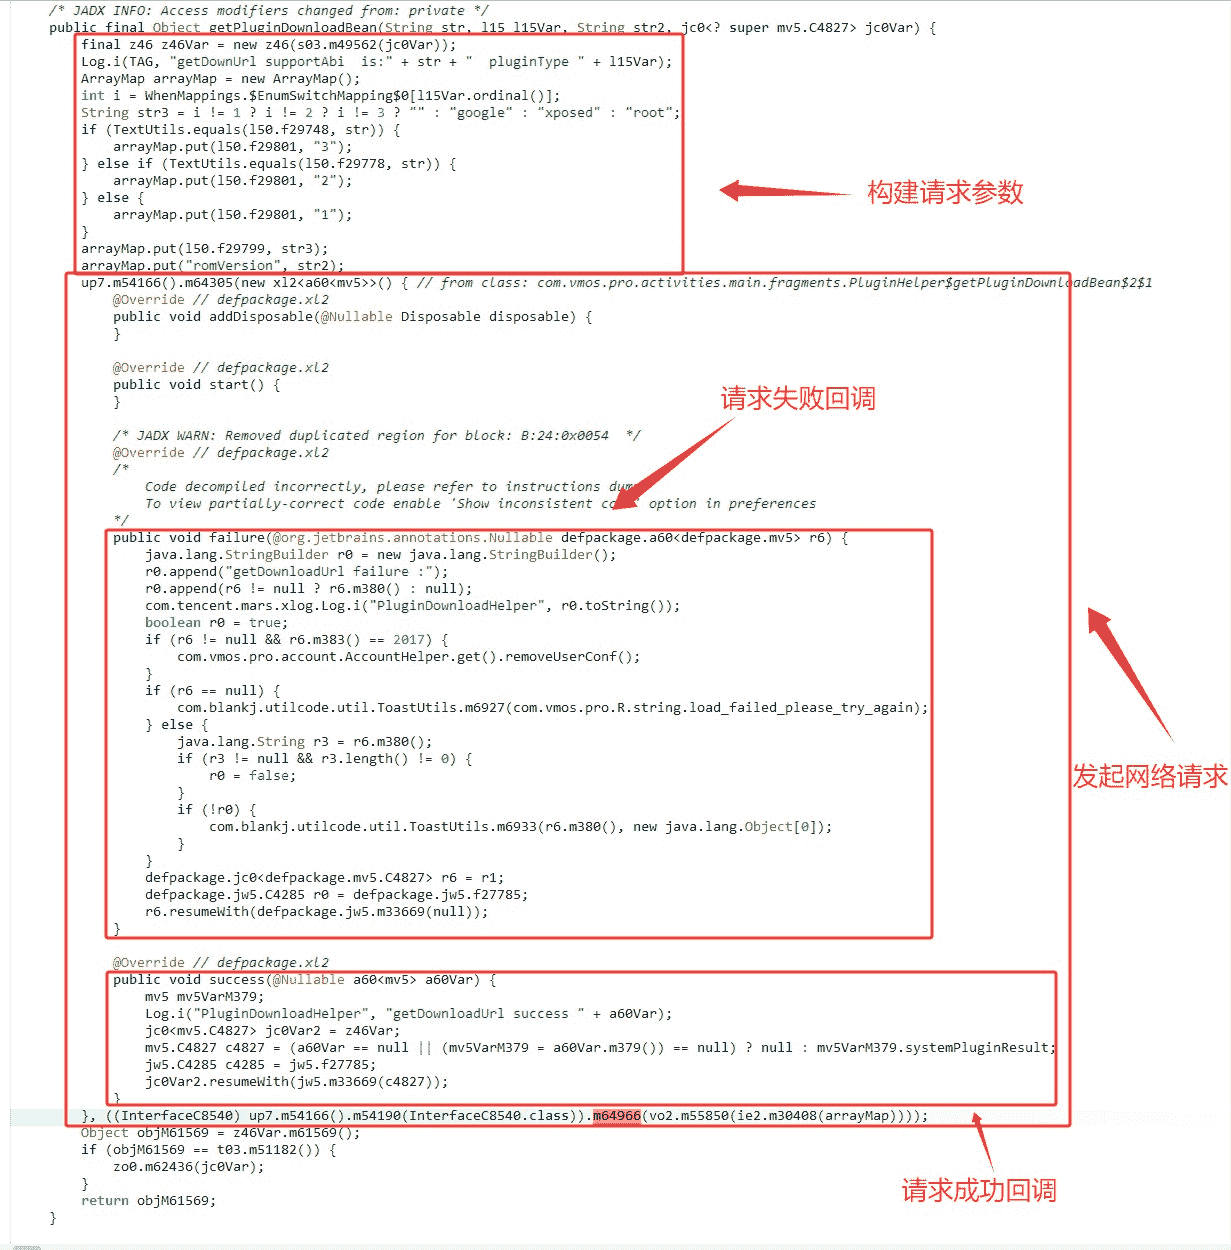 /* JADX INFO: Access modifiers changed from: private */
public final Object getPluginDownloadBean(String str, l15 l15Var, String str2, jc0<? super mv5.C4827> jc0Var) {
final z46 z46Var = new z46(s03.m49562(jc0Var));
Log.i(TAG, "getDownUrl supportAbi  is:" + str + "  pluginType " + l15Var);
ArrayMap arrayMap = new ArrayMap();
int i = WhenMappings.$EnumSwitchMapping$0[l15Var.ordinal()];
String str3 = i != 1 ? i != 2 ? i != 3 ? "" : "google" : "xposed" : "root";
if (TextUtils.equals(l50.f29748, str)) {
arrayMap.put(l50.f29801, "3");
} else if (TextUtils.equals(l50.f29778, str)) {
arrayMap.put(l50.f29801, "2");
} else {
arrayMap.put(l50.f29801, "1");
}
构建请求参数
arrayMap.put(l50.f29799, str3);
arrayMap.put("romVersion", str2);
up7.m54166().m64305(new xl2<a60<mv5>>() { // from class: com.vmos.pro.activities.main.fragments.PluginHelper$getPluginDownloadBean$2$1
@Override // defpackage.xl2
public void addDisposable(@Nullable Disposable disposable) {
}
@Override // defpackage.xl2
public void start() {
}
请求失败回调
/* JADX WARN: Removed duplicated region for block: B:24:0x0054  */
@Override // defpackage.xl2
/*
Code decompiled incorrectly, please refer to instructions dum
To view partially-correct code enable 'Show inconsistent co ' option in preferences
*/
public void failure(@org.jetbrains.annotations.Nullable defpackage.a60<defpackage.mv5> r6) {
java.lang.StringBuilder r0 = new java.lang.StringBuilder();
r0.append("getDownloadUrl failure :");
r0.append(r6 != null ? r6.m380() : null);
com.tencent.mars.xlog.Log.i("PluginDownloadHelper", r0.toString());
boolean r0 = true;
if (r6 != null && r6.m383() == 2017) {
com.vmos.pro.account.AccountHelper.get().removeUserConf();
}
if (r6 == null) {
com.blankj.utilcode.util.ToastUtils.m6927(com.vmos.pro.R.string.load_failed_please_try_again);
} else {
java.lang.String r3 = r6.m380();
if (r3 != null && r3.length() != 0) {
r0 = false;
}
if (!r0) {
com.blankj.utilcode.util.ToastUtils.m6933(r6.m380(), new java.lang.Object[0]);
}
}
发起网络请求
defpackage.jc0<defpackage.mv5.C4827> r6 = r1;
defpackage.jw5.C4285 r0 = defpackage.jw5.f27785;
r6.resumeWith(defpackage.jw5.m33669(null));
}
@Override // defpackage.xl2
public void success(@Nullable a60<mv5> a60Var) {
mv5 mv5VarM379;
Log.i("PluginDownloadHelper", "getDownloadUrl success " + a60Var);
jc0<mv5.C4827> jc0Var2 = z46Var;
mv5.C4827 c4827 = (a60Var == null || (mv5VarM379 = a60Var.m379()) == null) ? null : mv5VarM379.systemPluginResult;
jw5.C4285 c4285 = jw5.f27785;
jc0Var2.resumeWith(jw5.m33669(c4827));
}
}, ((InterfaceC8540) up7.m54166().m54190(InterfaceC8540.class)).m64966(vo2.m55850(ie2.m30408(arrayMap))));
Object objM61569 = z46Var.m61569();
if (objM61569 == t03.m51182()) {
zo0.m62436(jc0Var);
}
请求成功回调
return objM61569;
}